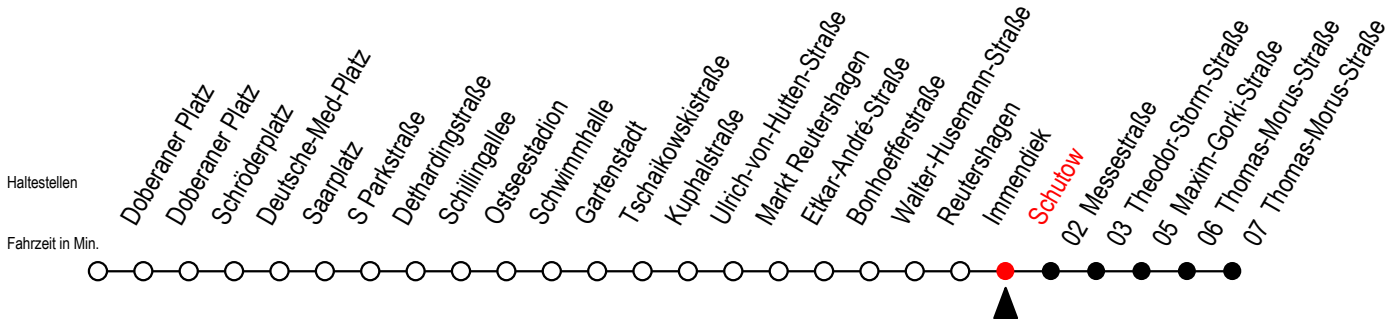 Haltestellen
Fahrzeit in Min.
Doberaner Platz
Doberaner Platz
Schröderplatz
Deutsche-Med-Platz
Saarplatz
S Parkstraße
Dethardingstraße
Schillingallee
Ostseestadion
Schwimmhalle
Gartenstadt
Tschaikowskistraße
Kuphalstraße
Ulrich-von-Hutten-Straße
Markt Reutershagen
Etkar-André-Straße
Bonhoefferstraße
Walter-Husemann-Straße
Reutershagen
Immendiek
Schutow
02 Messestraße
03 Theodor-Storm-Straße
05 Maxim-Gorki-Straße
06 Thomas-Morus-Straße
07 Thomas-Morus-Straße